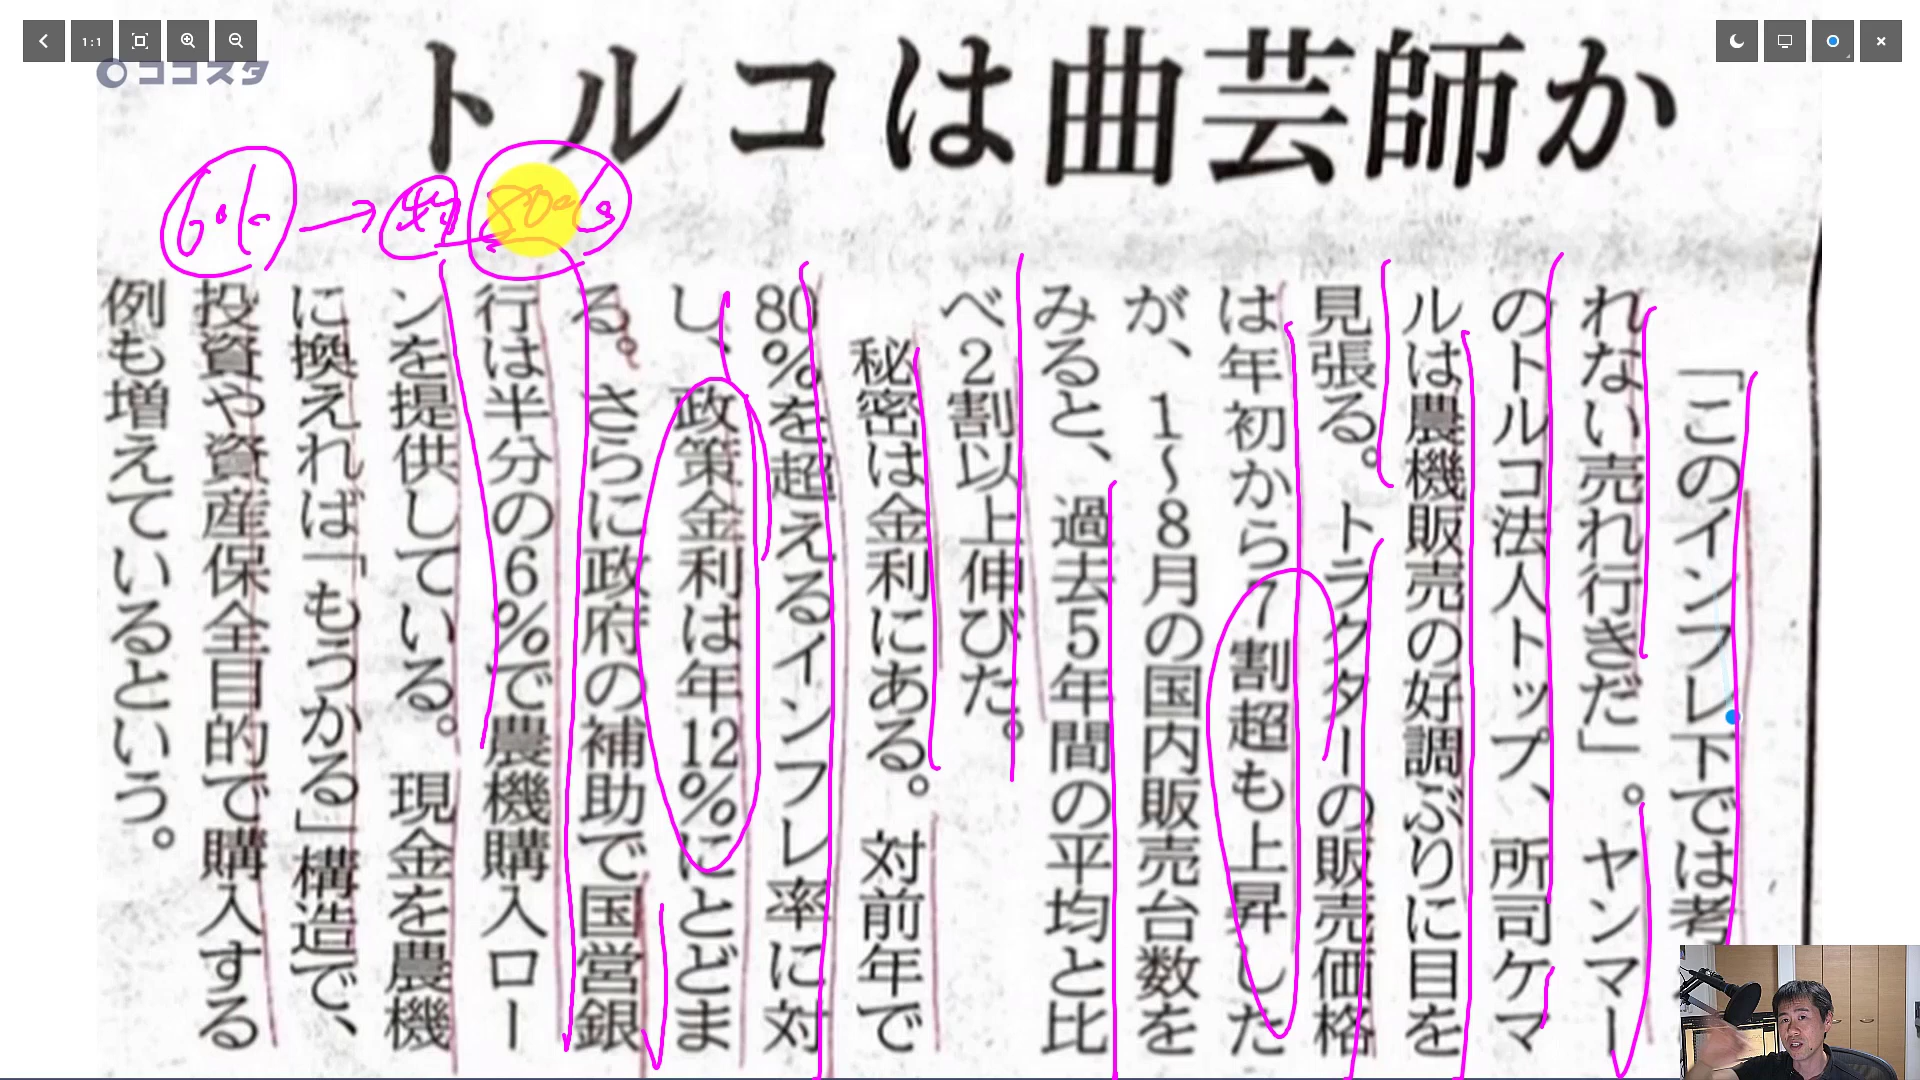 1:1
ココスタ
トルコは曲芸師か
6%→物 80%
「このインフレ下では考
れない売れ行きだ」。ヤンマー
のトルコ法人トップ、所司ケマ
ルは農機販売の好調ぶりに目を
見張る。トラクターの販売価格
は年初から7割超も上昇した
が、1〜8月の国内販売台数を
みると、過去5年間の平均と比
べ2割以上伸びた。
秘密は金利にある。対前年で
80%を超えるインフレ率に対
し、政策金利は年12%にとどま
る。さらに政府の補助で国営銀
行は半分の6%で農機購入ロー
ンを提供している。現金を農機
に換えれば「もうかる」構造で、
投資や資産保全目的で購入する
例も増えているという。